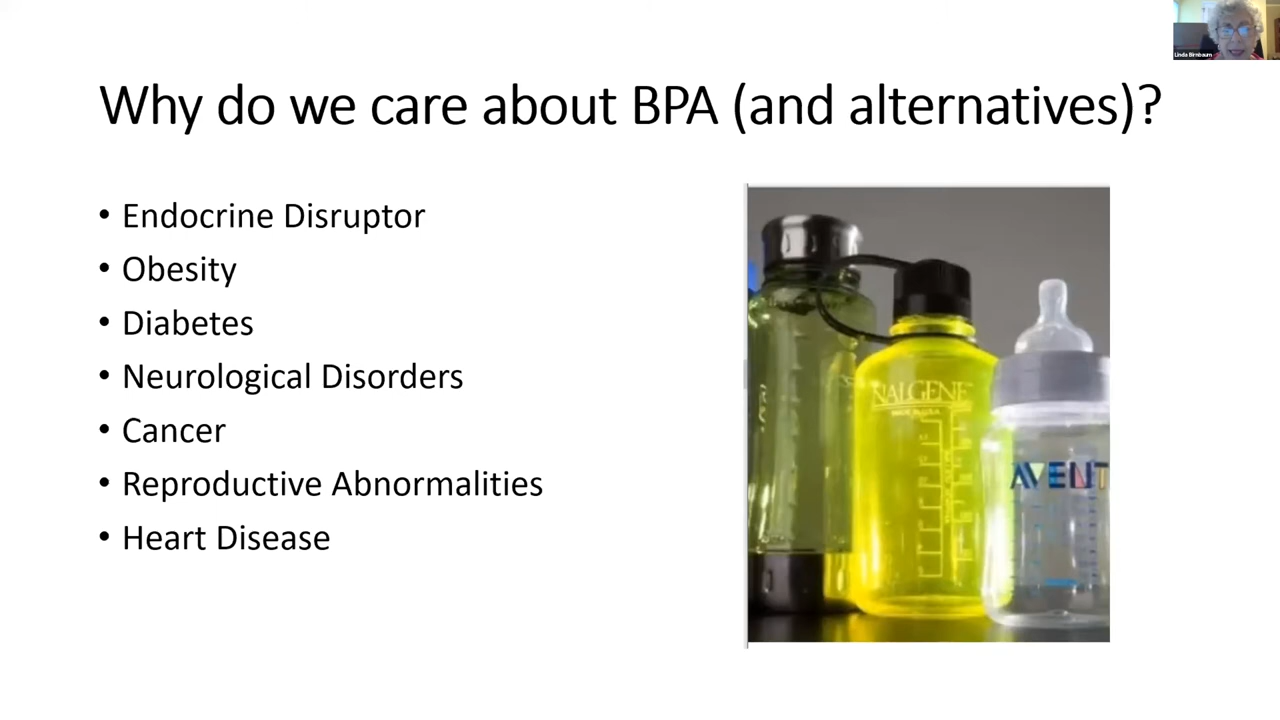 Linda Birnbaum
Why do we care about BPA (and alternatives)?
• Endocrine Disruptor
• Obesity
• Diabetes
• Neurological Disorders
• Cancer
• Reproductive Abnormalities
• Heart Disease
NALGENE
AVENT